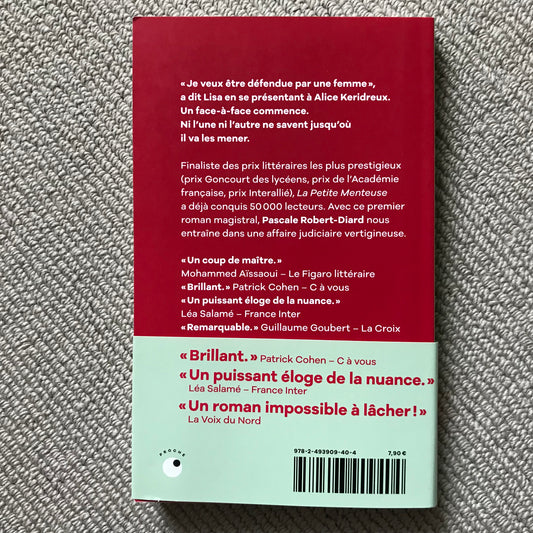 « Je veux être défendue par une femme »,
a dit Lisa en se présentant à Alice Keridreux.
Un face-à-face commence.
Ni l'une ni l'autre ne savent jusqu'où
il va les mener.
Finaliste des prix littéraires les plus prestigieux
(prix Goncourt des lycéens, prix de l'Académie
française, prix Interallié), La Petite Menteuse
a déjà conquis 50 000 lecteurs. Avec ce premier
roman magistral, Pascale Robert-Diard nous
entraîne dans une affaire judiciaire vertigineuse.
« Un coup de maître. »
Mohammed Aïssaoui – Le Figaro littéraire
« Brillant. » Patrick Cohen – C à vous
« Un puissant éloge de la nuance. »
Léa Salamé – France Inter
« Remarquable. » Guillaume Goubert – La Croix
« Brillant. » Patrick Cohen – C à vous
« Un puissant éloge de la nuance. »
Léa Salamé – France Inter
« Un roman impossible à lâcher ! »
La Voix du Nord
PROCHE
978-2-493909-40-4 7,90 €